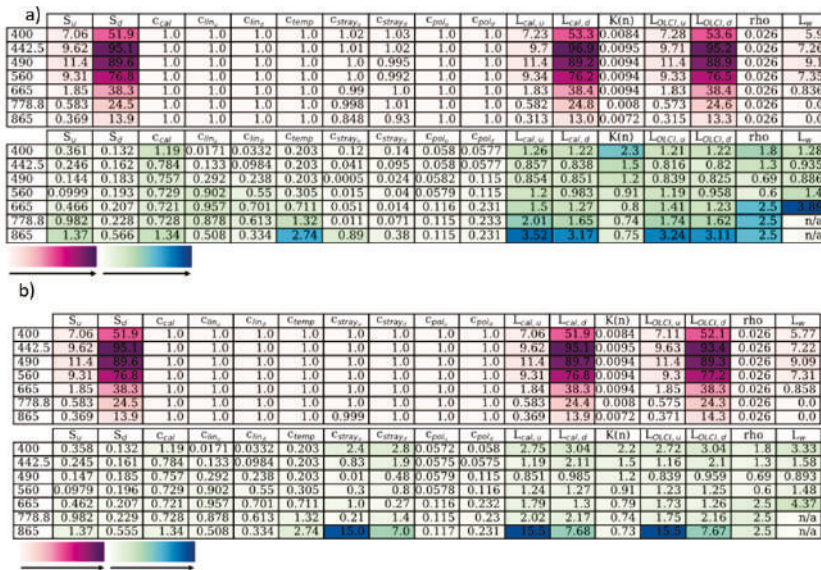 a)
S_u S_d c_cal c_lin_u c_lin_d c_temp c_stray_u c_stray_d c_pol_u c_pol_d L_cal,u L_cal,d K(n) L_OLCI,u L_OLCI,d rho L_w
400 7.06 51.9 1.0 1.0 1.0 1.0 1.02 1.03 1.0 1.0 7.23 53.3 0.0084 7.28 53.6 0.026 5.9
442.5 9.62 95.1 1.0 1.0 1.0 1.0 1.01 1.02 1.0 1.0 9.7 96.9 0.0095 9.71 95.2 0.026 7.26
490 11.4 89.6 1.0 1.0 1.0 1.0 1.0 0.995 1.0 1.0 11.4 89.2 0.0094 11.4 88.9 0.026 9.1
560 9.31 76.8 1.0 1.0 1.0 1.0 1.0 0.992 1.0 1.0 9.34 76.2 0.0094 9.33 76.5 0.026 7.35
665 1.85 38.3 1.0 1.0 1.0 1.0 0.99 1.0 1.0 1.0 1.83 38.4 0.0094 1.83 38.4 0.026 0.836
778.8 0.583 24.5 1.0 1.0 1.0 1.0 0.998 1.01 1.0 1.0 0.582 24.8 0.008 0.573 24.6 0.026 0.0
865 0.369 13.9 1.0 1.0 1.0 1.0 0.848 0.93 1.0 1.0 0.313 13.0 0.0072 0.315 13.3 0.026 0.0
S_u S_d c_cal c_lin_u c_lin_d c_temp c_stray_u c_stray_d c_pol_u c_pol_d L_cal,u L_cal,d K(n) L_OLCI,u L_OLCI,d rho L_w
400 0.361 0.132 1.19 0.0171 0.0332 0.203 0.12 0.14 0.058 0.0577 1.26 1.22 2.3 1.21 1.22 1.8 1.28
442.5 0.246 0.162 0.784 0.133 0.0984 0.203 0.041 0.095 0.058 0.0577 0.857 0.838 1.5 0.816 0.82 1.3 0.935
490 0.144 0.183 0.757 0.292 0.238 0.203 0.0005 0.024 0.0582 0.115 0.854 0.851 1.2 0.839 0.825 0.69 0.886
560 0.0999 0.193 0.729 0.902 0.55 0.305 0.015 0.04 0.0579 0.115 1.2 0.983 0.91 1.19 0.958 0.6 1.4
665 0.466 0.207 0.721 0.957 0.701 0.711 0.051 0.014 0.116 0.231 1.5 1.27 0.8 1.41 1.23 2.5 3.89
778.8 0.982 0.228 0.728 0.878 0.613 1.32 0.011 0.071 0.115 0.233 2.01 1.65 0.74 1.74 1.62 2.5 n/a
865 1.37 0.566 1.34 0.508 0.334 2.74 0.89 0.38 0.115 0.231 3.52 3.17 0.75 3.24 3.11 2.5 n/a
b)
S_u S_d c_cal c_lin_u c_lin_d c_temp c_stray_u c_stray_d c_pol_u c_pol_d L_cal,u L_cal,d K(n) L_OLCI,u L_OLCI,d rho L_w
400 7.06 51.9 1.0 1.0 1.0 1.0 1.0 1.0 1.0 1.0 7.06 51.9 0.0084 7.11 52.1 0.026 5.77
442.5 9.62 95.1 1.0 1.0 1.0 1.0 1.0 1.0 1.0 1.0 9.62 95.1 0.0095 9.63 93.4 0.026 7.22
490 11.4 89.6 1.0 1.0 1.0 1.0 1.0 1.0 1.0 1.0 11.4 89.7 0.0094 11.4 89.3 0.026 9.09
560 9.31 76.8 1.0 1.0 1.0 1.0 1.0 1.0 1.0 1.0 9.31 76.8 0.0094 9.3 77.2 0.026 7.31
665 1.85 38.3 1.0 1.0 1.0 1.0 1.0 1.0 1.0 1.0 1.84 38.3 0.0094 1.85 38.3 0.026 0.858
778.8 0.583 24.5 1.0 1.0 1.0 1.0 1.0 1.0 1.0 1.0 0.583 24.4 0.008 0.575 24.3 0.026 0.0
865 0.369 13.9 1.0 1.0 1.0 1.0 0.999 1.0 1.0 1.0 0.369 13.9 0.0072 0.371 14.3 0.026 0.0
S_u S_d c_cal c_lin_u c_lin_d c_temp c_stray_u c_stray_d c_pol_u c_pol_d L_cal,u L_cal,d K(n) L_OLCI,u L_OLCI,d rho L_w
400 0.358 0.132 1.19 0.0171 0.0332 0.203 2.4 2.8 0.0572 0.058 2.75 3.04 2.2 2.72 3.04 1.8 3.33
442.5 0.245 0.161 0.784 0.133 0.0984 0.203 0.83 1.9 0.0575 0.0575 1.19 2.11 1.5 1.16 2.1 1.3 1.58
490 0.147 0.185 0.757 0.292 0.238 0.203 0.01 0.48 0.0579 0.115 0.851 0.985 1.2 0.839 0.959 0.69 0.893
560 0.0979 0.196 0.729 0.902 0.55 0.305 0.3 0.8 0.0578 0.116 1.24 1.27 0.91 1.23 1.25 0.6 1.48
665 0.462 0.207 0.721 0.957 0.701 0.711 1.0 0.27 0.116 0.232 1.79 1.3 0.79 1.73 1.26 2.5 4.37
778.8 0.982 0.229 0.728 0.878 0.613 1.32 0.21 1.4 0.115 0.23 2.02 2.17 0.74 1.75 2.16 2.5 n/a
865 1.37 0.555 1.34 0.508 0.334 2.74 15.0 7.0 0.117 0.231 15.5 7.68 0.73 15.5 7.67 2.5 n/a